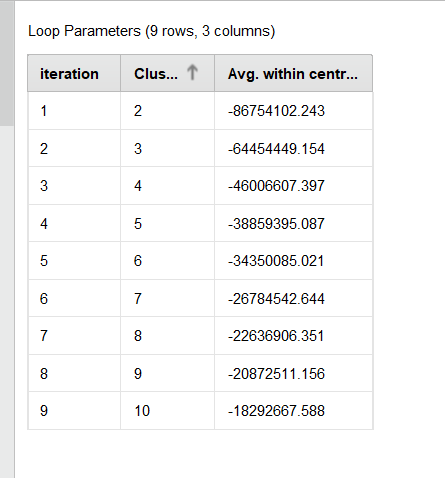 Loop Parameters (9 rows, 3 columns)
iteration Clus... Avg. within centr...
1 2 -86754102.243
2 3 -64454449.154
3 4 -46006607.397
4 5 -38859395.087
5 6 -34350085.021
6 7 -26784542.644
7 8 -22636906.351
8 9 -20872511.156
9 10 -18292667.588